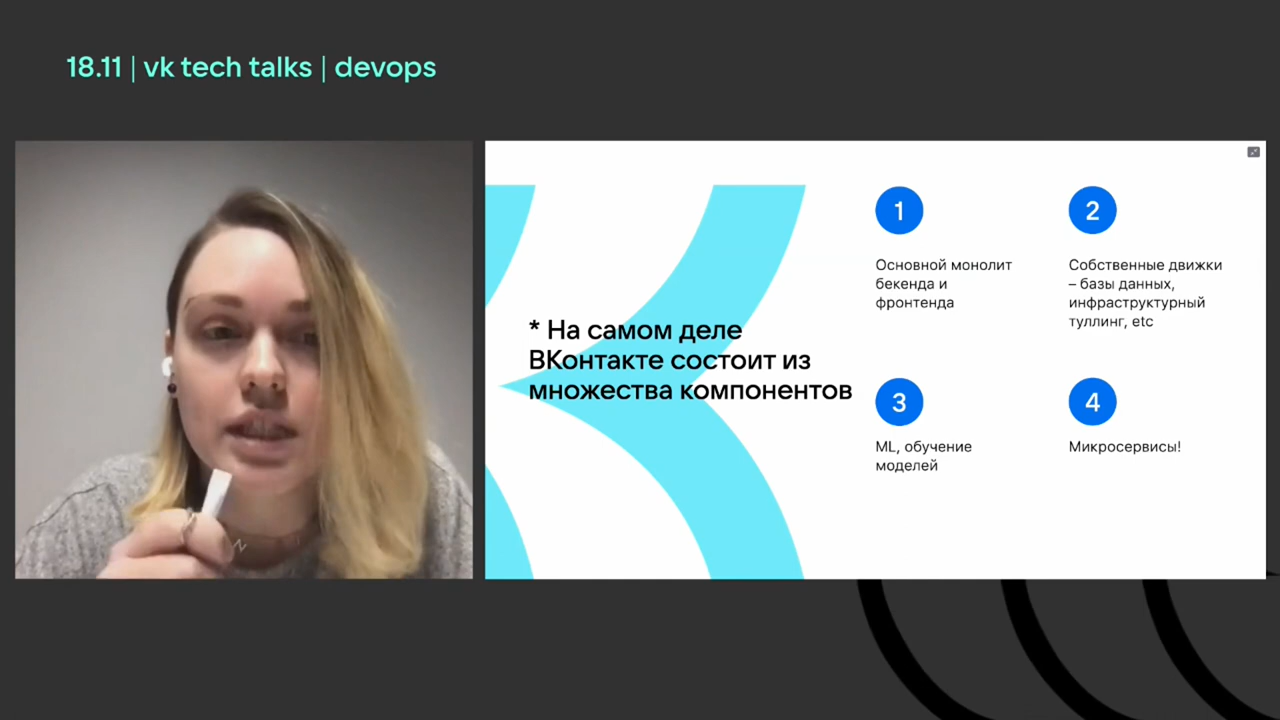 18.11 | vk tech talks | devops
* На самом деле
ВКонтакте состоит из
множества компонентов
1
Основной монолит
бекенда и
фронтенда
2
Собственные движки
– базы данных,
инфраструктурный
туллинг, etc
3
ML, обучение
моделей
4
Микросервисы!